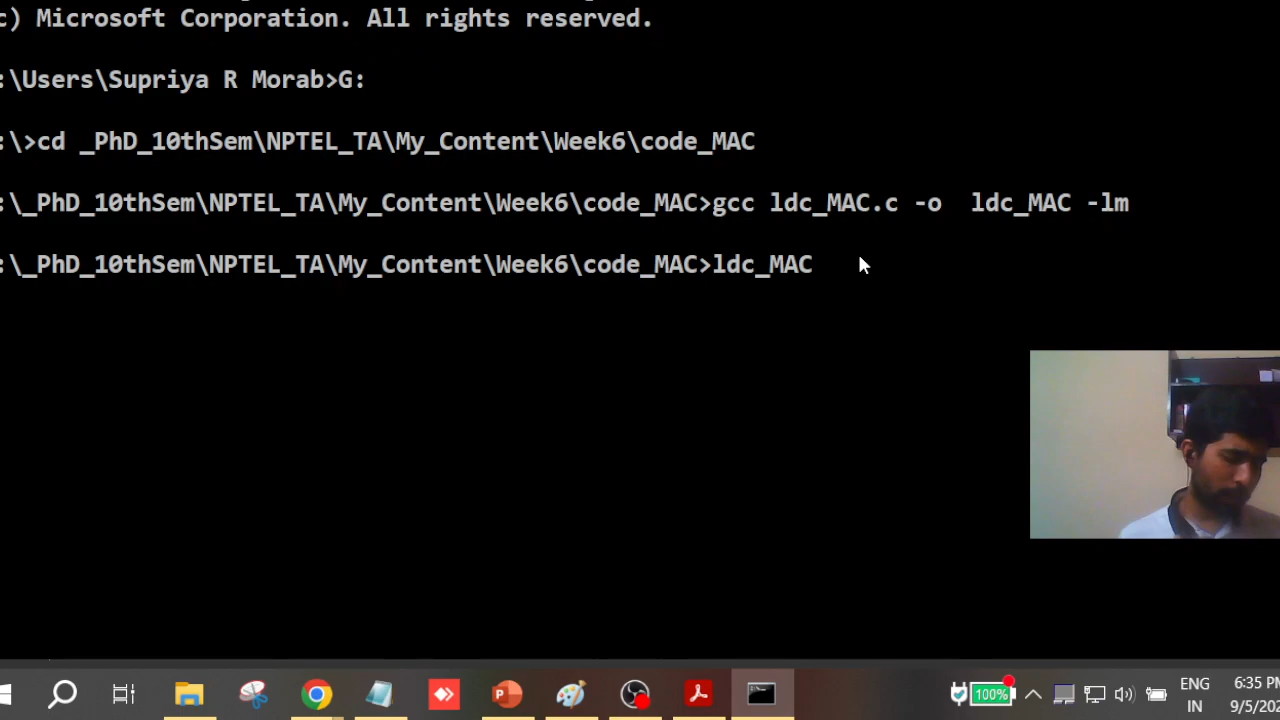 c) Microsoft Corporation. All rights reserved.
:\Users\Supriya R Morab>G:
:\>cd _PhD_10thSem\NPTEL_TA\My_Content\Week6\code_MAC
:\_PhD_10thSem\NPTEL_TA\My_Content\Week6\code_MAC>gcc ldc_MAC.c -o  ldc_MAC -lm
:\_PhD_10thSem\NPTEL_TA\My_Content\Week6\code_MAC>ldc_MAC
100%
ENG
IN
6:35 PM
9/5/202